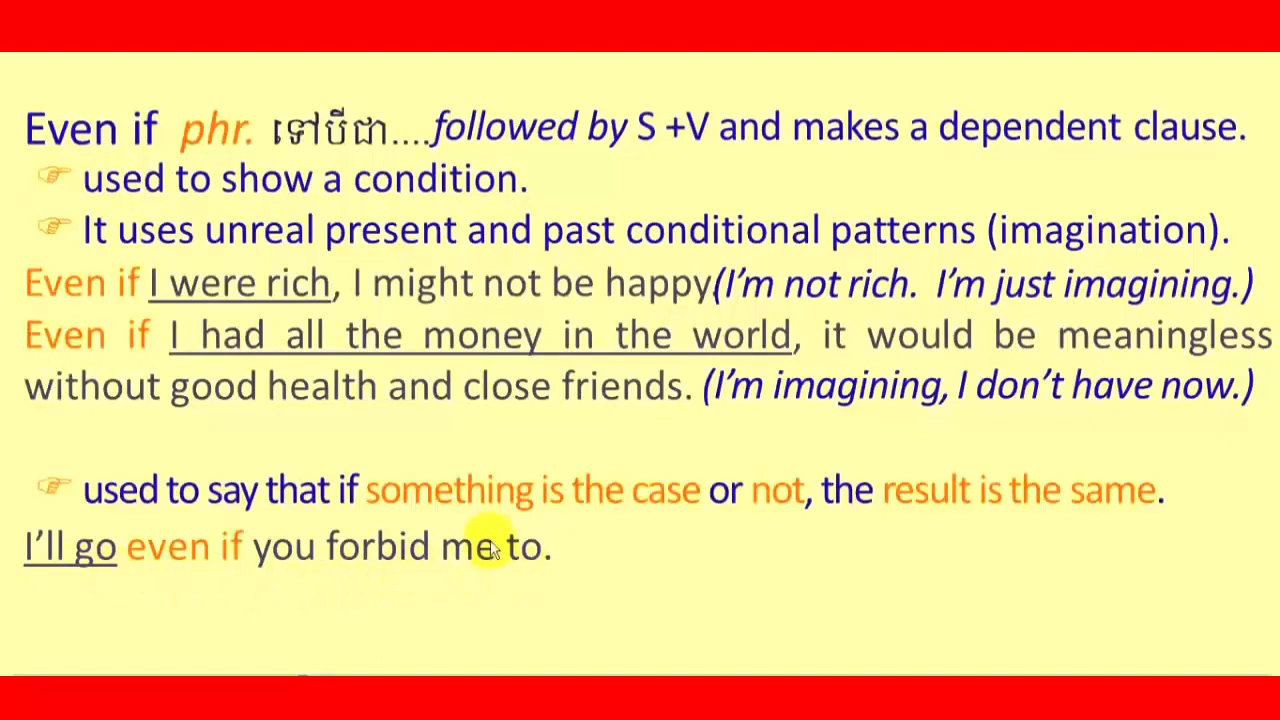 Even if phr. ទៅបីជា....followed by S +V and makes a dependent clause.
☞ used to show a condition.
☞ It uses unreal present and past conditional patterns (imagination).
Even if I were rich, I might not be happy(I’m not rich. I’m just imagining.)
Even if I had all the money in the world, it would be meaningless
without good health and close friends. (I’m imagining, I don’t have now.)
☞ used to say that if something is the case or not, the result is the same.
I’ll go even if you forbid me to.